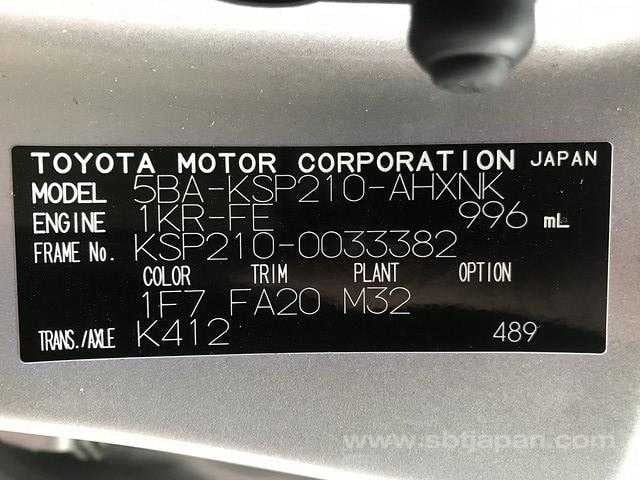 TOYOTA MOTOR CORPORATION JAPAN
MODEL 5BA-KSP210-AHXNK
ENGINE 1KR-FE 996 mL
FRAME No. KSP210-0033382
COLOR TRIM PLANT OPTION
1F7 FA20 M32
TRANS./AXLE K412 489
www.sbtjapan.com